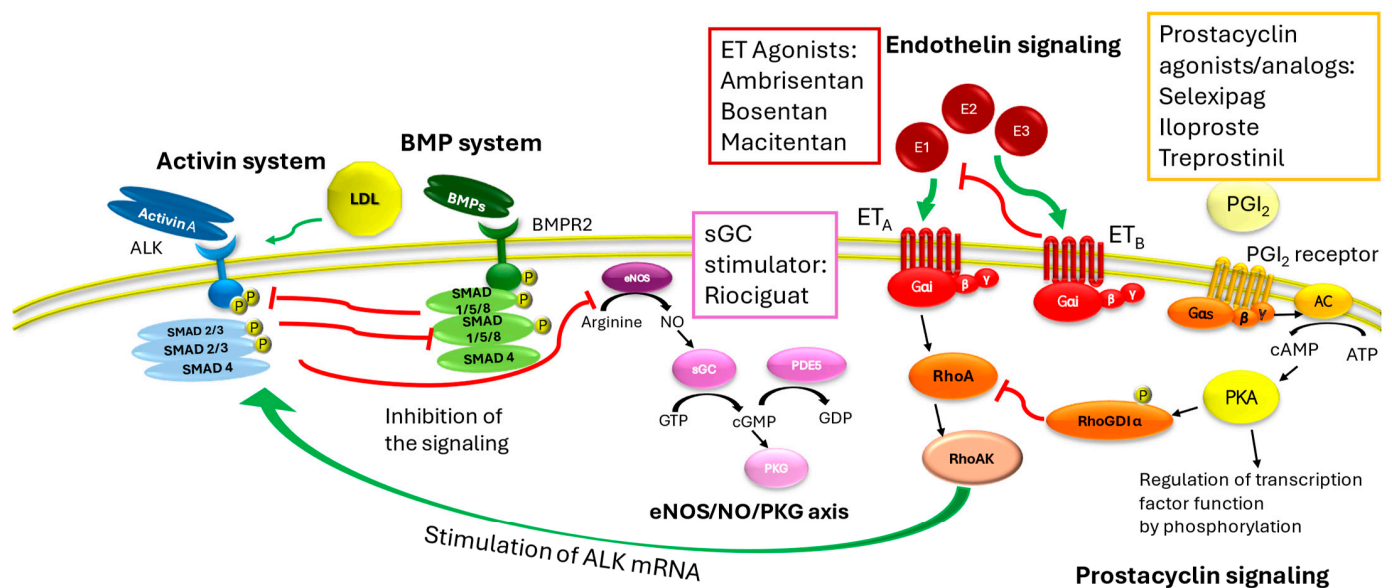 ET Agonists:
Ambrisentan
Bosentan
Macitentan
Endothelin signaling
Prostacyclin
agonists/analogs:
Selexipag
Iloproste
Treprostinil
E1
E2
E3
Activin system
BMP system
LDL
Activin A
ALK
BMPs
BMPR2
P
P
P
P
P
SMAD 2/3
SMAD 2/3
SMAD 4
P
P
SMAD
1/5/8
SMAD
1/5/8
SMAD 4
Inhibition of
the signaling
sGC
stimulator:
Riociguat
eNOS
Arginine
NO
sGC
PDE5
GTP
cGMP
GDP
PKG
eNOS/NO/PKG axis
ETA
Gαi
β
γ
ETB
Gαi
β
γ
PGI2
PGI2 receptor
Gαs
β
γ
AC
cAMP
ATP
PKA
P
RhoGDI α
RhoA
RhoAK
Regulation of transcription
factor function
by phosphorylation
Stimulation of ALK mRNA
Prostacyclin signaling